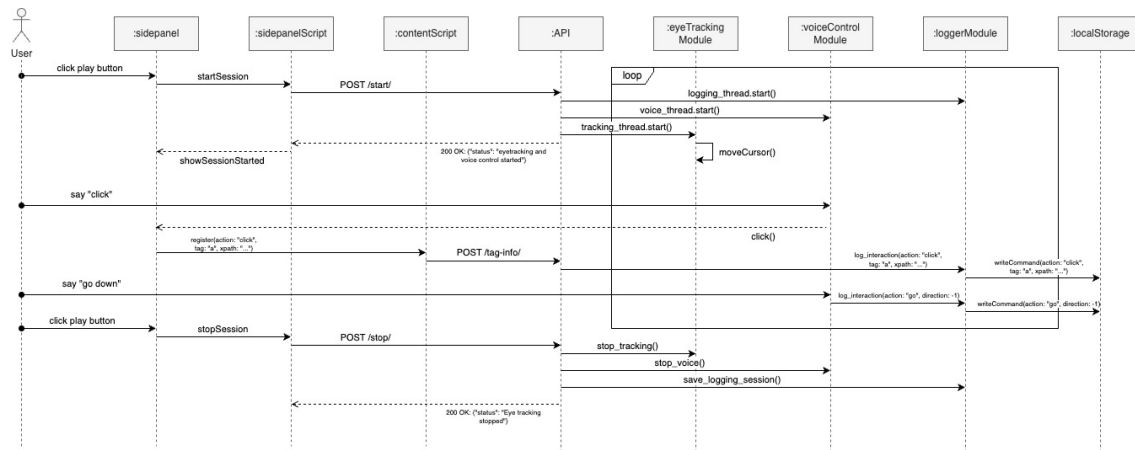 User
:sidepanel
:sidepanelScript
:contentScript
:API
:eyeTracking
Module
:voiceControl
Module
:loggerModule
:localStorage
click play button
startSession
POST /start/
loop
logging_thread.start()
voice_thread.start()
tracking_thread.start()
200 OK: {"status": "eyetracking and
voice control started"}
showSessionStarted
moveCursor()
say "click"
click()
register(action: "click",
tag: "a", xpath: "...")
POST /tag-info/
log_interaction(action: "click",
tag: "a", xpath: "...")
writeCommand(action: "click",
tag: "a", xpath: "...")
say "go down"
log_interaction(action: "go", direction: -1)
writeCommand(action: "go", direction: -1)
click play button
stopSession
POST /stop/
stop_tracking()
stop_voice()
save_logging_session()
200 OK: {"status": "Eye tracking
stopped"}